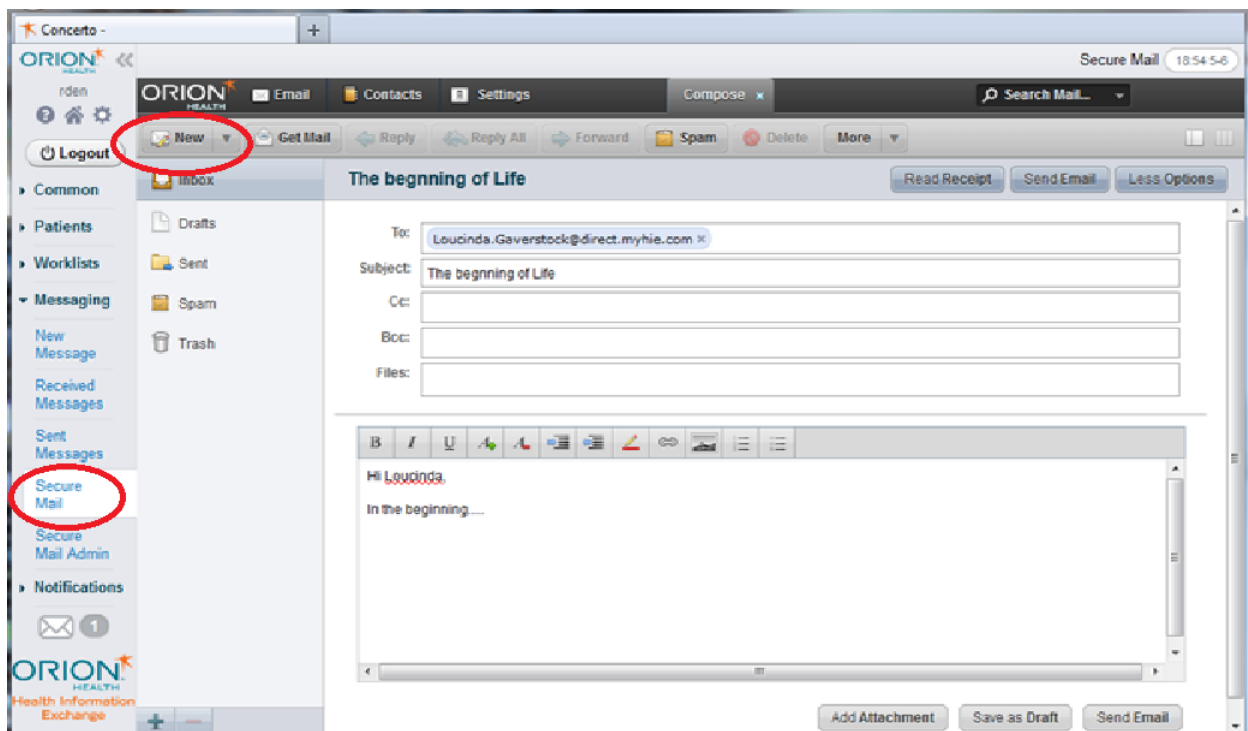 Concerto -
ORION
HEALTH
Secure Mail 18:54 5-6
rden
ORION
HEALTH
Email Contacts Settings Compose x Search Mail...
Logout
New Get Mail Reply Reply All Forward Spam Delete More
Common
Patients
Worklists
Messaging
New
Message
Received
Messages
Sent
Messages
Secure
Mail
Secure
Mail Admin
Notifications
1
ORION
HEALTH
Health Information
Exchange
Inbox
Drafts
Sent
Spam
Trash
The begnning of Life Read Receipt Send Email Less Options
To: Loucinda.Gaverstock@direct.myhie.com x
Subject: The begnning of Life
Cc:
Bcc:
Files:
B I U A A
Hi Loucinda,
In the beginning.....
Add Attachment Save as Draft Send Email